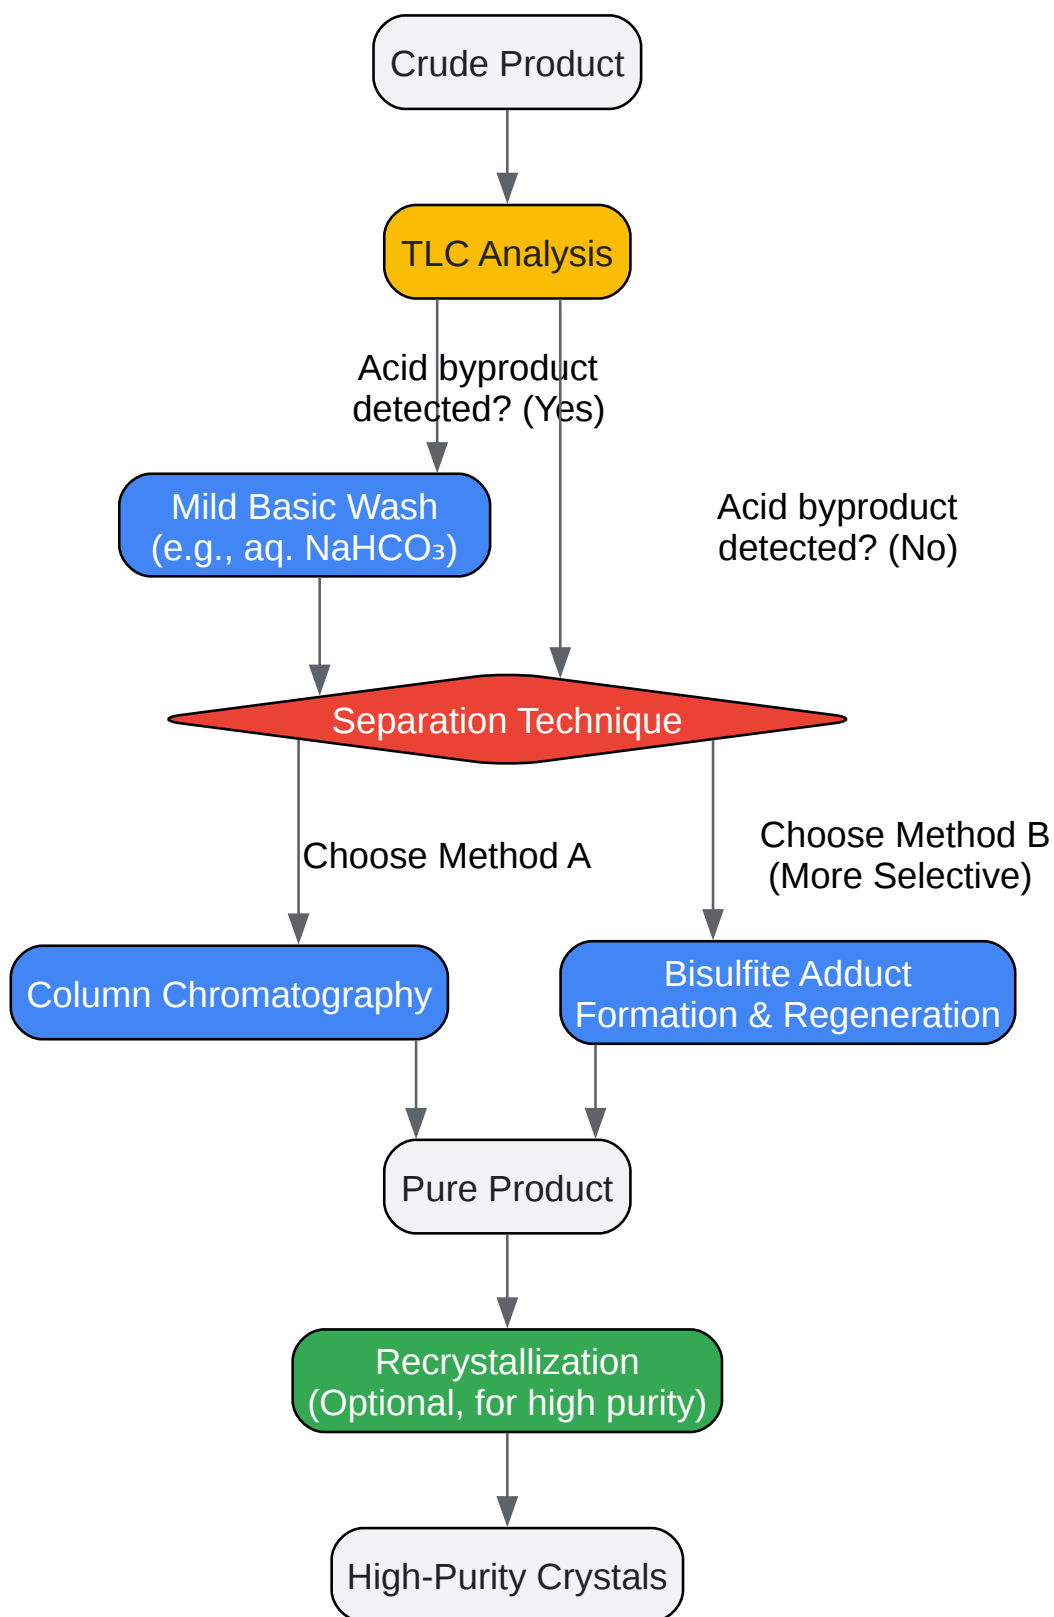 Crude Product
TLC Analysis
Acid byproduct
detected? (Yes)
Mild Basic Wash
(e.g., aq. NaHCO₃)
Acid byproduct
detected? (No)
Separation Technique
Choose Method A
Choose Method B
(More Selective)
Column Chromatography
Bisulfite Adduct
Formation & Regeneration
Pure Product
Recrystallization
(Optional, for high purity)
High-Purity Crystals